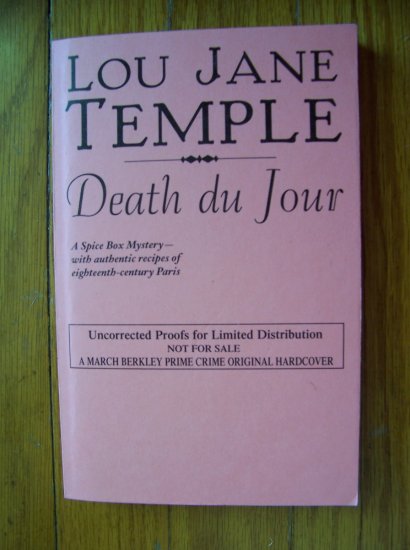 LOU JANE
TEMPLE
Death du Jour
A Spice Box Mystery—
with authentic recipes of
eighteenth-century Paris
Uncorrected Proofs for Limited Distribution
NOT FOR SALE
A MARCH BERKLEY PRIME CRIME ORIGINAL HARDCOVER